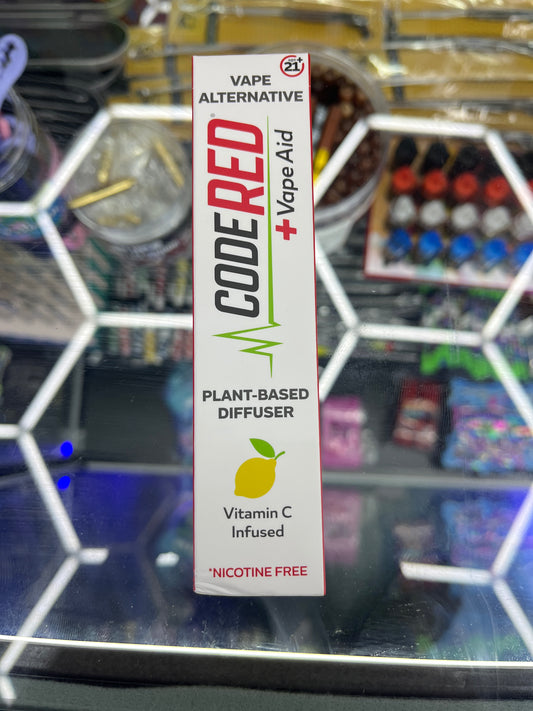 21+
VAPE
ALTERNATIVE
CODE RED®
+ Vape Aid
PLANT-BASED
DIFFUSER
Vitamin C
Infused
*NICOTINE FREE